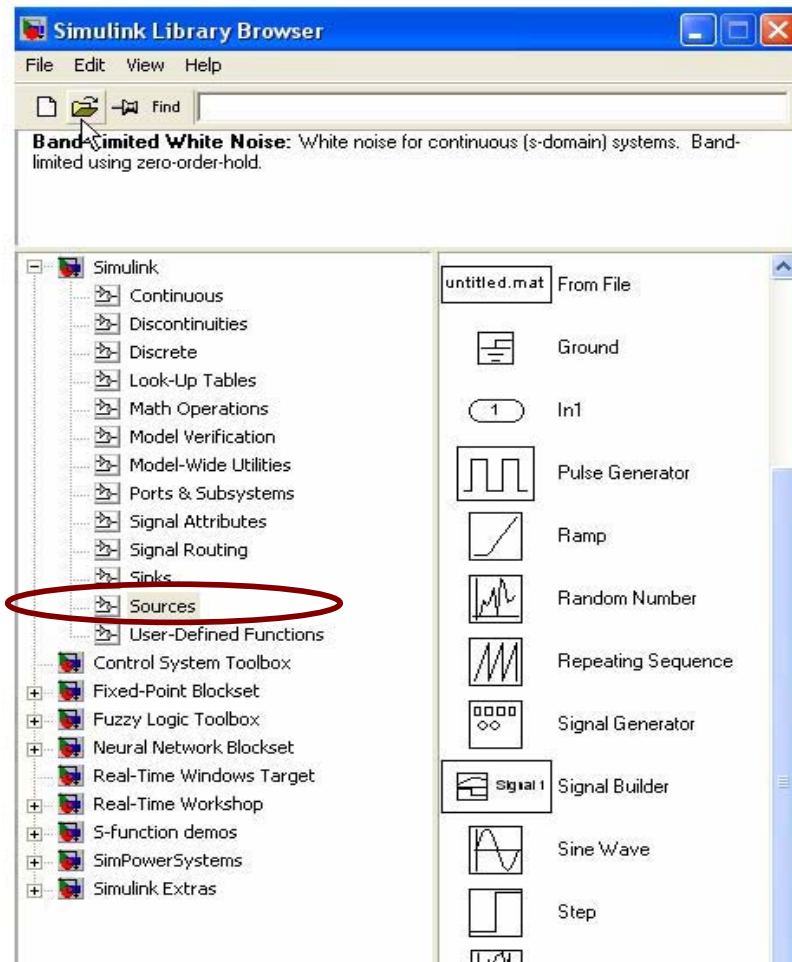 Simulink Library Browser
File Edit View Help
Find
Band-Limited White Noise: White noise for continuous (s-domain) systems. Band-
limited using zero-order-hold.
Simulink
Continuous
Discontinuities
Discrete
Look-Up Tables
Math Operations
Model Verification
Model-Wide Utilities
Ports & Subsystems
Signal Attributes
Signal Routing
Sinks
Sources
User-Defined Functions
Control System Toolbox
Fixed-Point Blockset
Fuzzy Logic Toolbox
Neural Network Blockset
Real-Time Windows Target
Real-Time Workshop
S-function demos
SimPowerSystems
Simulink Extras
untitled.mat From File
Ground
1 In1
Pulse Generator
Ramp
Random Number
Repeating Sequence
Signal Generator
Signal 1 Signal Builder
Sine Wave
Step